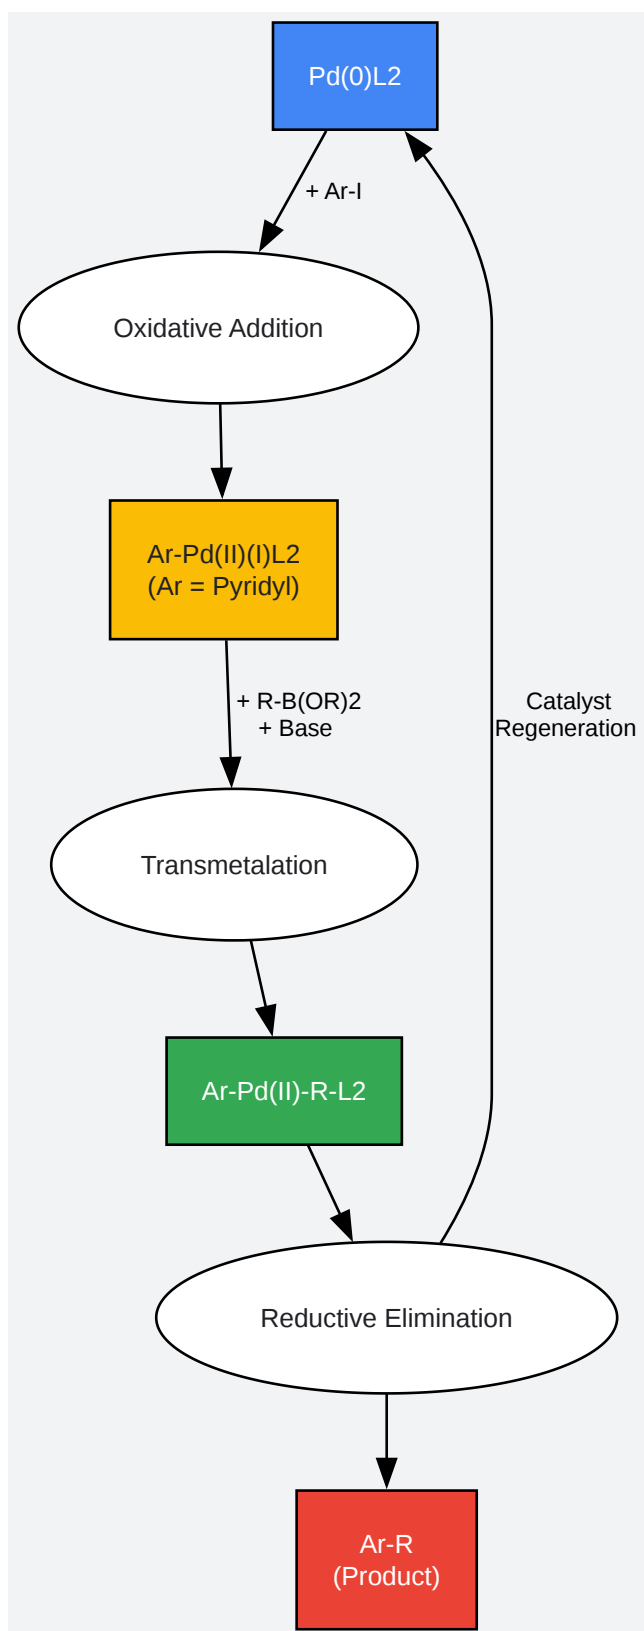 Pd(0)L2
+ Ar-I
Oxidative Addition
Ar-Pd(II)(I)L2
(Ar = Pyridyl)
+ R-B(OR)2
+ Base
Catalyst
Regeneration
Transmetalation
Ar-Pd(II)-R-L2
Reductive Elimination
Ar-R
(Product)